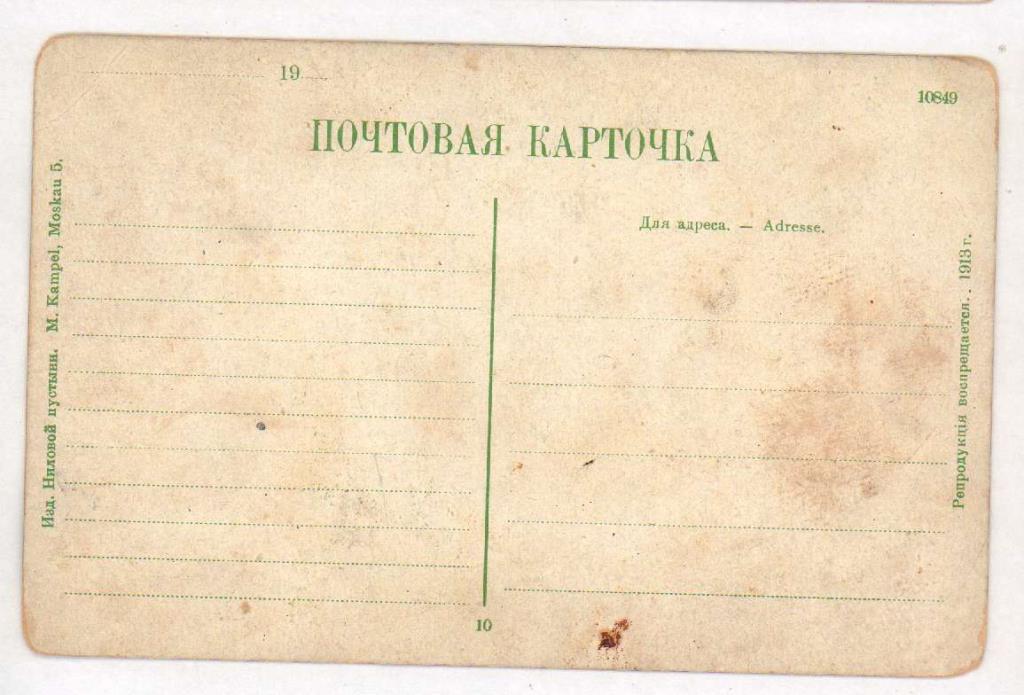 19
10849
ПОЧТОВАЯ КАРТОЧКА
Для адреса. — Adresse.
Изд. Ниловой пустыни. M. Kampel, Moskau 5.
Репродукція воспрещается.. 1913 г.
10